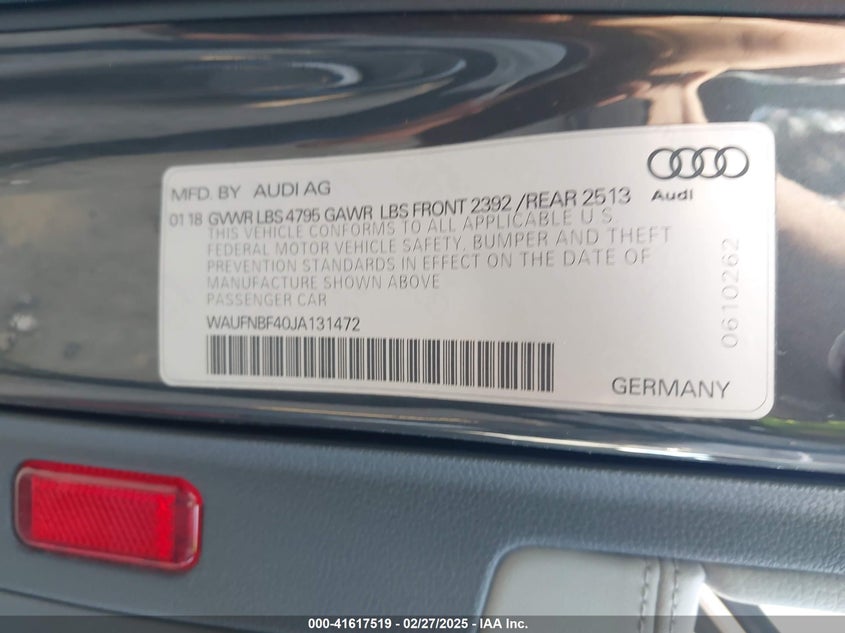 MFD. BY AUDI AG
Audi
01 18 GVWR LBS 4795 GAWR LBS FRONT 2392 /REAR 2513
THIS VEHICLE CONFORMS TO ALL APPLICABLE U.S.
FEDERAL MOTOR VEHICLE SAFETY, BUMPER AND THEFT
PREVENTION STANDARDS IN EFFECT ON THE DATE OF
MANUFACTURE SHOWN ABOVE
PASSENGER CAR
WAUFNBF40JA131472
GERMANY
0610262
000-41617519 - 02/27/2025 - IAA Inc.